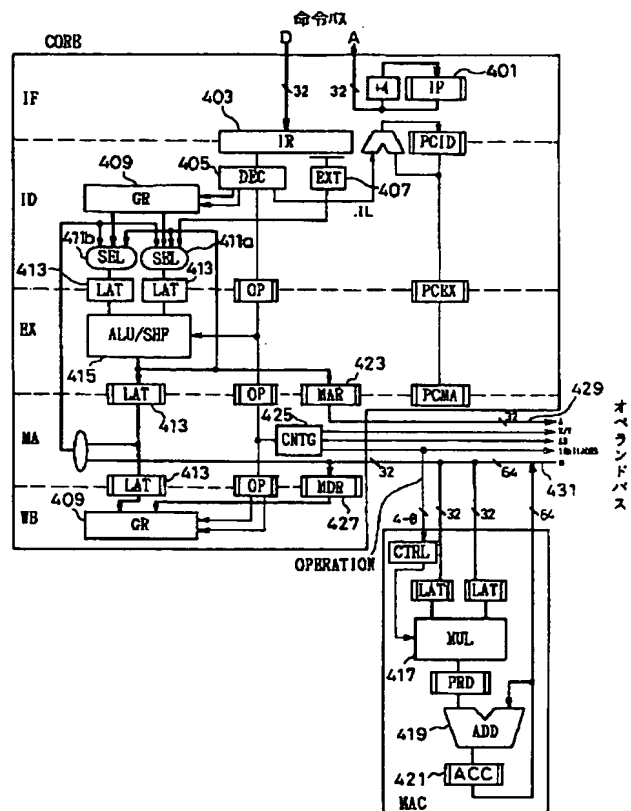 命令バス
D A
CORE
401
IF
32
32
+4
IP
403
IR
PCID
405
DEC
EXT
407
409
GR
ID
IL
411b
SEL
SEL
411a
413
LAT
413
LAT
OP
PCEX
EX
ALU/SHF
415
423
LAT
OP
MAR
PCMA
413
425
429
オペランドバス
MA
CNTG
32
A
413
32
64
D
431
LAT
OP
MDR
427
409
WB
GR
OPERATION
4-8
32
32
64
CTRL
LAT
LAT
MUL
417
PRD
419
ADD
421
ACC
MAC